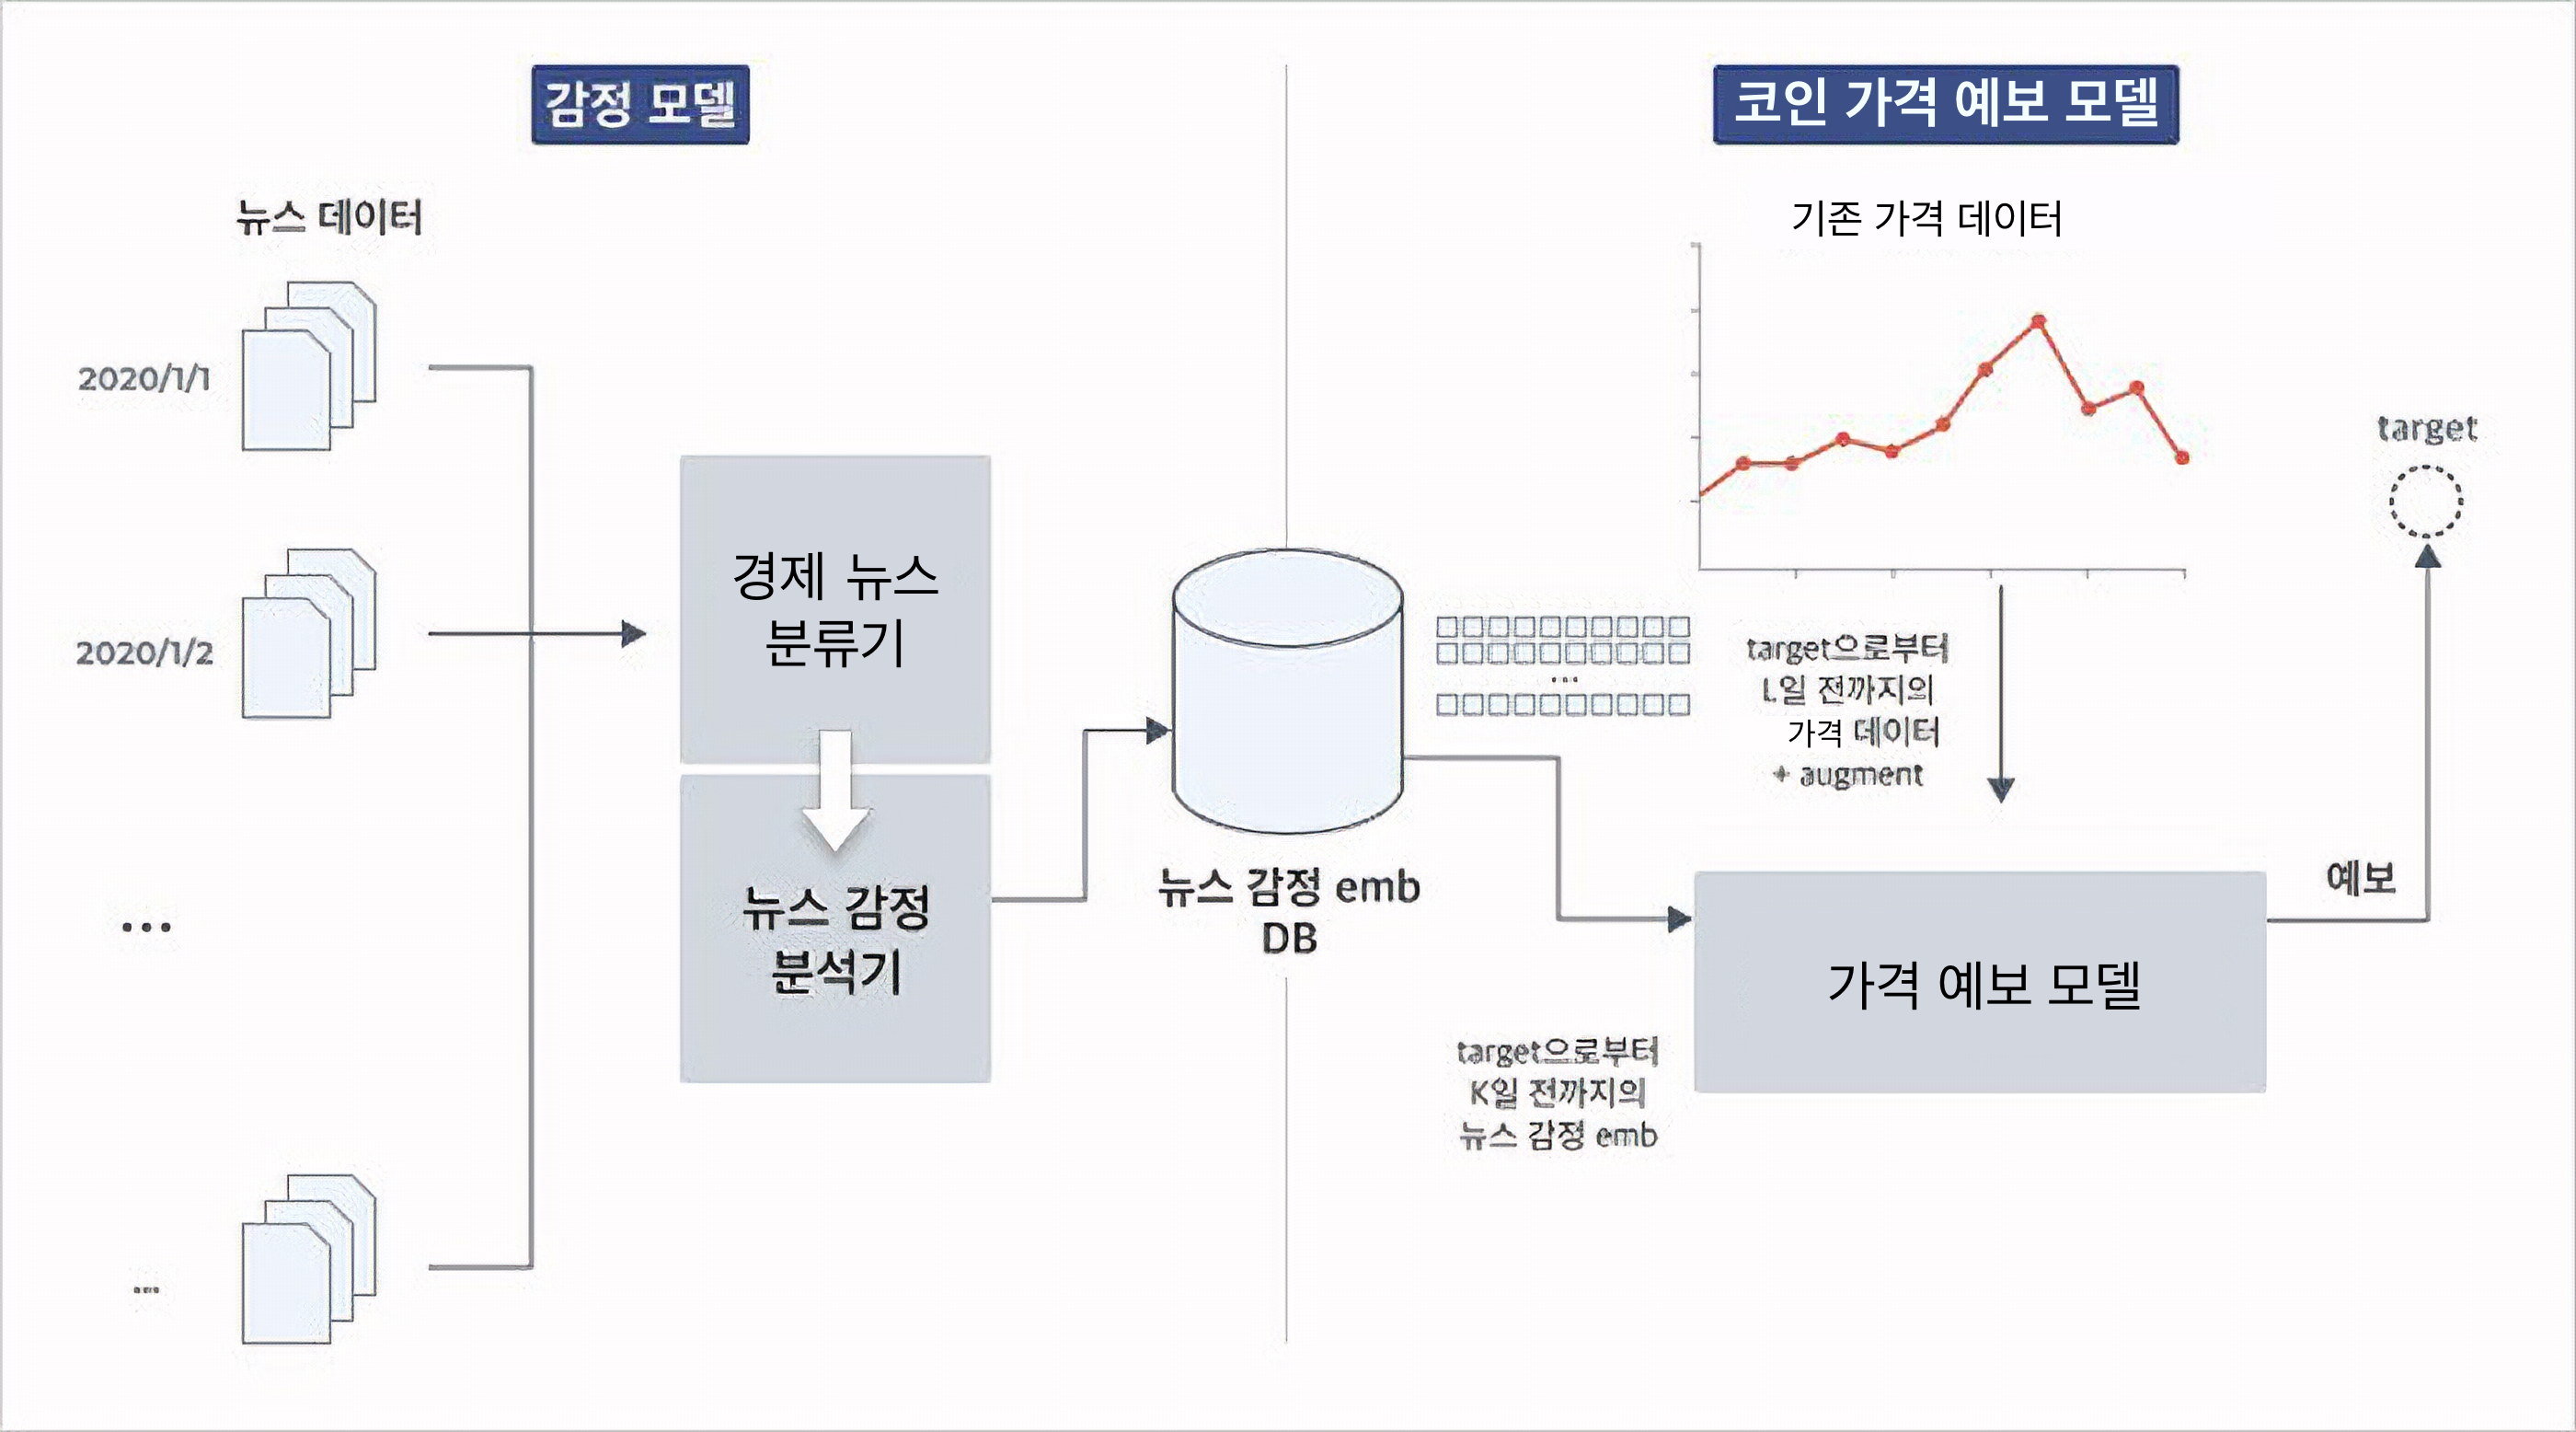 감정 모델
뉴스 데이터
2020/1/1
2020/1/2
...
...
경제 뉴스
분류기
뉴스 감정
분석기
뉴스 감정 emb
DB
코인 가격 예보 모델
기존 가격 데이터
...
target으로부터
L일 전까지의
가격 데이터
+ augment
target으로부터
K일 전까지의
뉴스 감정 emb
가격 예보 모델
예보
target